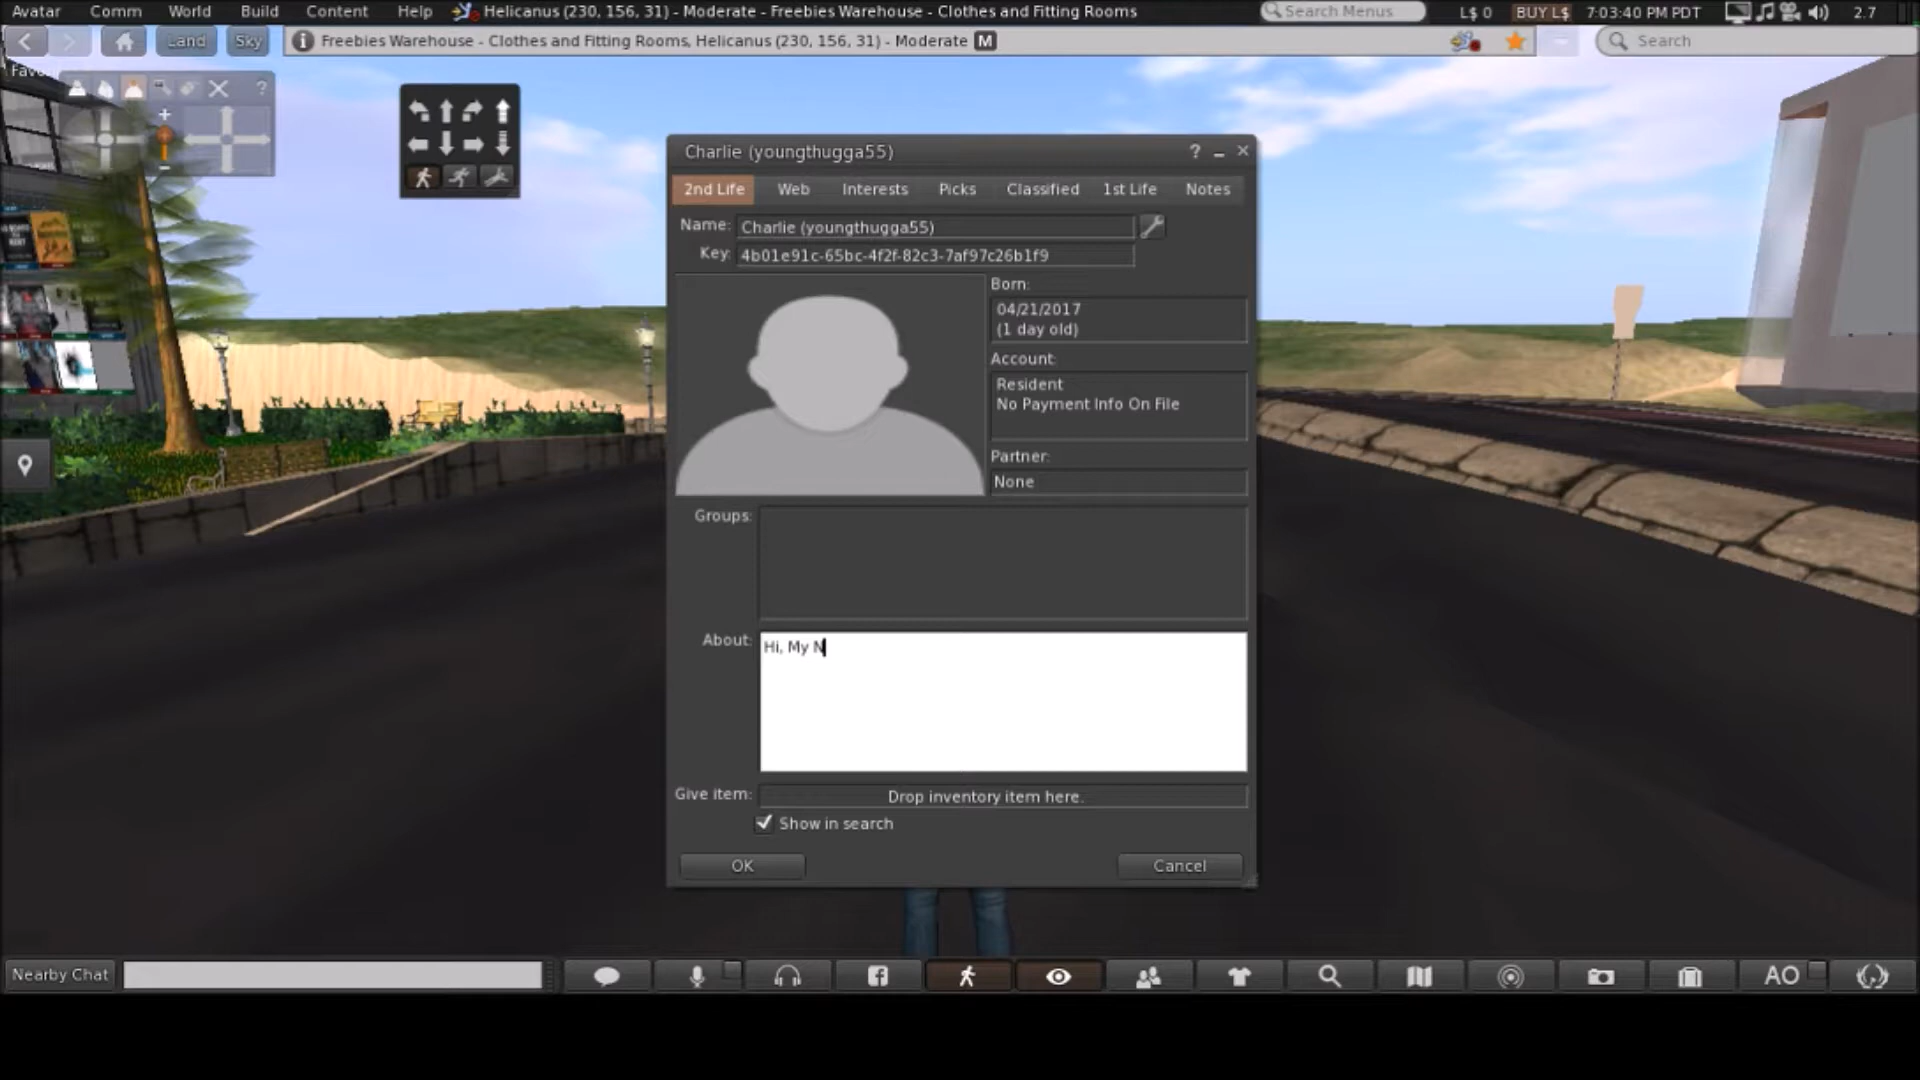 Avatar Comm World Build Content Help Helicanus (230, 156, 31) - Moderate - Freebies Warehouse - Clothes and Fitting Rooms Search Menus L$ 0 BUY L$ 7:03:40 PM PDT 2.7
Land Sky Freebies Warehouse - Clothes and Fitting Rooms, Helicanus (230, 156, 31) - Moderate M Search
?
Charlie (youngthugga55) ?
2nd Life Web Interests Picks Classified 1st Life Notes
Name: Charlie (youngthugga55)
Key: 4b01e91c-65bc-4f2f-82c3-7af97c26b1f9
Born:
04/21/2017
(1 day old)
Account:
Resident
No Payment Info On File
Partner:
None
Groups:
About: Hi, My N
Give item: Drop inventory item here.
Show in search
OK Cancel
Nearby Chat AO